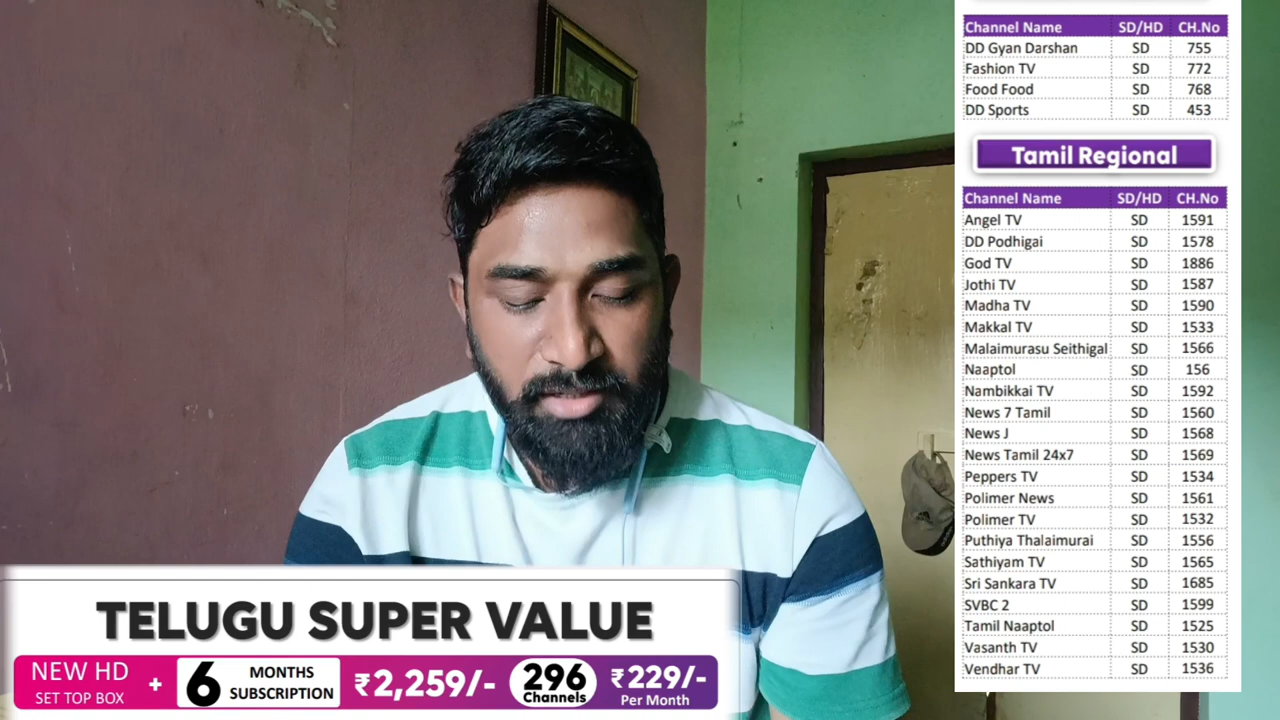 Channel Name SD/HD CH.No
DD Gyan Darshan SD 755
Fashion TV SD 772
Food Food SD 768
DD Sports SD 453
Tamil Regional
Channel Name SD/HD CH.No
Angel TV SD 1591
DD Podhigai SD 1578
God TV SD 1886
Jothi TV SD 1587
Madha TV SD 1590
Makkal TV SD 1533
Malaimurasu Seithigal SD 1566
Naaptol SD 156
Nambikkai TV SD 1592
News 7 Tamil SD 1560
News J SD 1568
News Tamil 24x7 SD 1569
Peppers TV SD 1534
Polimer News SD 1561
Polimer TV SD 1532
Puthiya Thalaimurai SD 1556
Sathiyam TV SD 1565
Sri Sankara TV SD 1685
SVBC 2 SD 1599
Tamil Naaptol SD 1525
Vasanth TV SD 1530
Vendhar TV SD 1536
TELUGU SUPER VALUE
NEW HD
SET TOP BOX
+
6 MONTHS
SUBSCRIPTION
₹2,259/-
296
Channels
₹229/-
Per Month